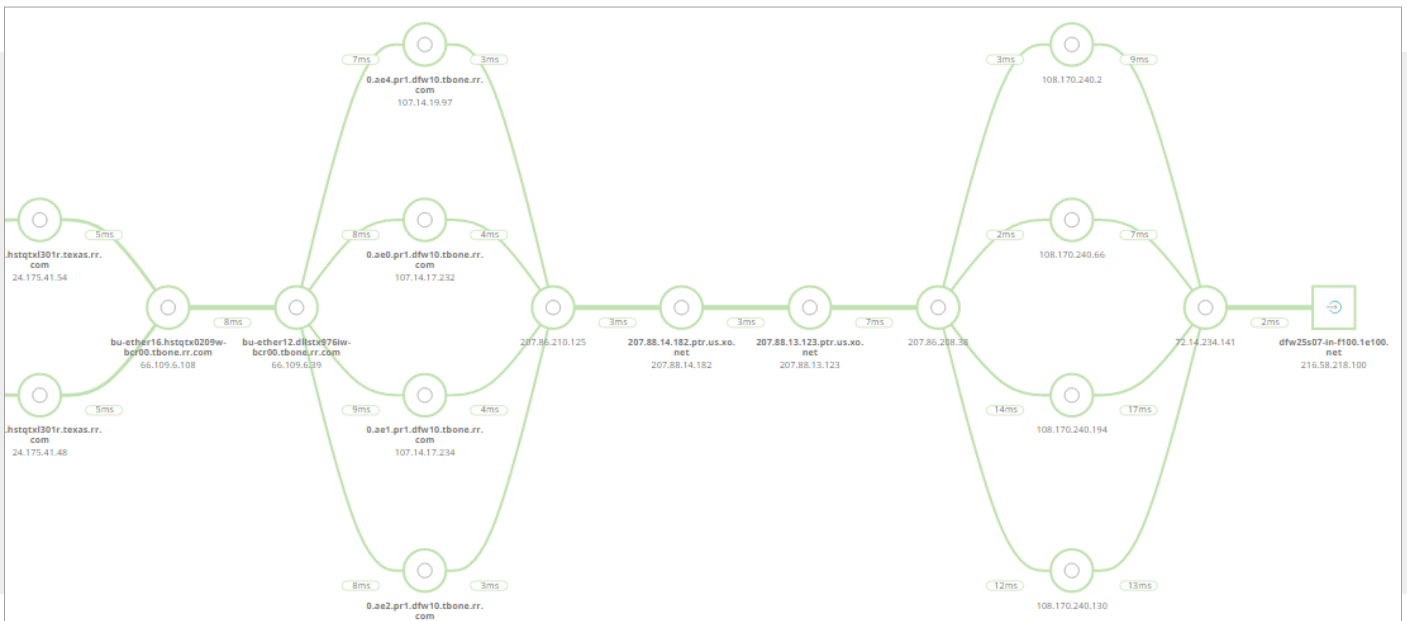 7ms
3ms
0.ae4.pr1.dfw10.tbone.rr.
com
107.14.19.97
3ms
9ms
108.170.240.2
5ms
.hstqtxl301r.texas.rr.
com
24.175.41.54
8ms
4ms
0.ae0.pr1.dfw10.tbone.rr.
com
107.14.17.232
2ms
7ms
108.170.240.66
8ms
bu-ether16.hstqtx0209w-
bcr00.tbone.rr.com
66.109.6.108
bu-ether12.dllstx976iw-
bcr00.tbone.rr.com
66.109.6.39
207.86.210.125
3ms
207.88.14.182.ptr.us.xo.
net
207.88.14.182
3ms
207.88.13.123.ptr.us.xo.
net
207.88.13.123
7ms
207.86.208.38
72.14.234.141
2ms
dfw25s07-in-f100.1e100.
net
216.58.218.100
5ms
.hstqtxl301r.texas.rr.
com
24.175.41.48
9ms
4ms
0.ae1.pr1.dfw10.tbone.rr.
com
107.14.17.234
14ms
17ms
108.170.240.194
8ms
3ms
0.ae2.pr1.dfw10.tbone.rr.
com
12ms
13ms
108.170.240.130